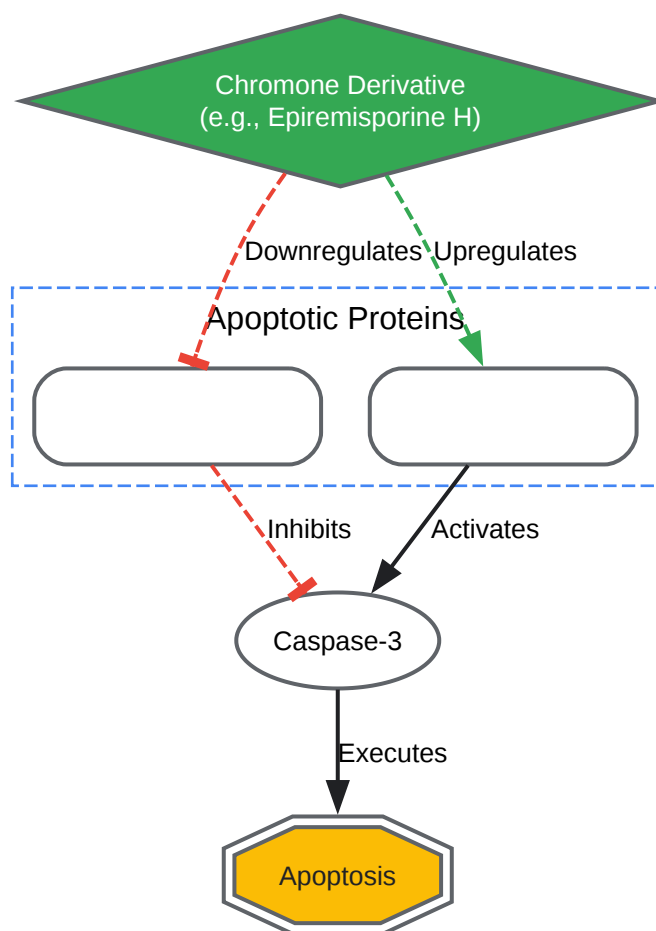 Chromone Derivative
(e.g., Epiremisporine H)
Downregulates
Upregulates
Apoptotic Proteins
Inhibits
Activates
Caspase-3
Executes
Apoptosis